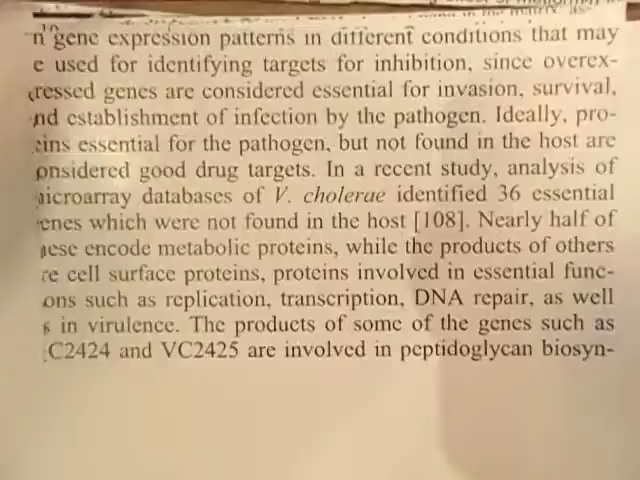 n gene expression patterns in different conditions that may
e used for identifying targets for inhibition, since overex-
ressed genes are considered essential for invasion, survival,
nd establishment of infection by the pathogen. Ideally, pro-
eins essential for the pathogen, but not found in the host are
onsidered good drug targets. In a recent study, analysis of
icroarray databases of V. cholerae identified 36 essential
enes which were not found in the host [108]. Nearly half of
ese encode metabolic proteins, while the products of others
re cell surface proteins, proteins involved in essential func-
ons such as replication, transcription, DNA repair, as well
s in virulence. The products of some of the genes such as
C2424 and VC2425 are involved in peptidoglycan biosyn-